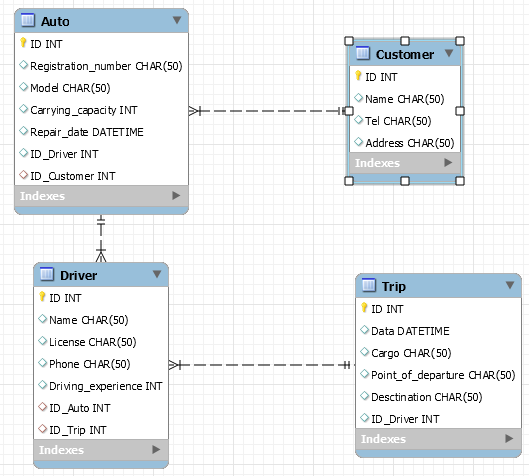 Auto
ID INT
Registration_number CHAR(50)
Model CHAR(50)
Carrying_capacity INT
Repair_date DATETIME
ID_Driver INT
ID_Customer INT
Indexes
Customer
ID INT
Name CHAR(50)
Tel CHAR(50)
Address CHAR(50)
Indexes
Driver
ID INT
Name CHAR(50)
License CHAR(50)
Phone CHAR(50)
Driving_experience INT
ID_Auto INT
ID_Trip INT
Indexes
Trip
ID INT
Data DATETIME
Cargo CHAR(50)
Point_of_departure CHAR(50)
Desctination CHAR(50)
ID_Driver INT
Indexes